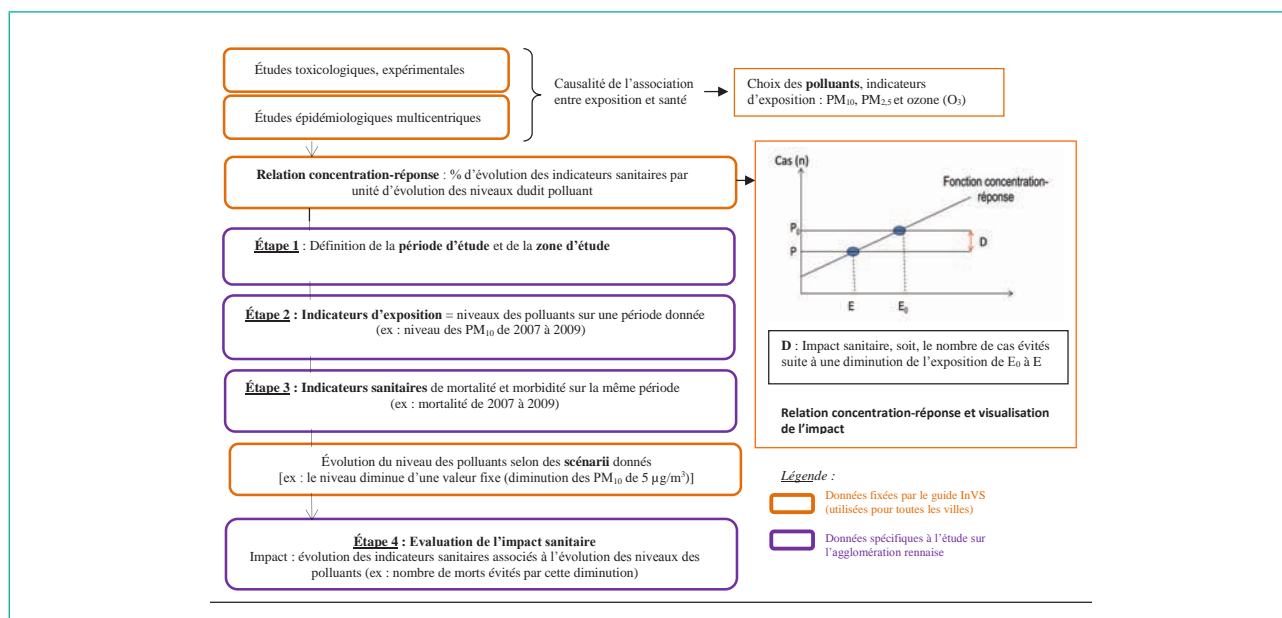 Études toxicologiques, expérimentales
Études épidémiologiques multicentriques
Causalité de l’association
entre exposition et santé
Choix des polluants, indicateurs
d’exposition : PM₁₀, PM₂,₅ et ozone (O₃)
Relation concentration-réponse : % d’évolution des indicateurs sanitaires par
unité d’évolution des niveaux dudit polluant
Cas (n)
Fonction concentration-
réponse
P₀
P
D
E
E₀
D : Impact sanitaire, soit, le nombre de cas évités
suite à une diminution de l’exposition de E₀ à E
Relation concentration-réponse et visualisation
de l’impact
Étape 1 : Définition de la période d’étude et de la zone d’étude
Étape 2 : Indicateurs d’exposition = niveaux des polluants sur une période donnée
(ex : niveau des PM₁₀ de 2007 à 2009)
Étape 3 : Indicateurs sanitaires de mortalité et morbidité sur la même période
(ex : mortalité de 2007 à 2009)
Évolution du niveau des polluants selon des scénarii donnés
[ex : le niveau diminue d’une valeur fixe (diminution des PM₁₀ de 5 µg/m³)]
Étape 4 : Evaluation de l’impact sanitaire
Impact : évolution des indicateurs sanitaires associés à l’évolution des niveaux des
polluants (ex : nombre de morts évités par cette diminution)
Légende :
Données fixées par le guide InVS
(utilisées pour toutes les villes)
Données spécifiques à l’étude sur
l’agglomération rennaise